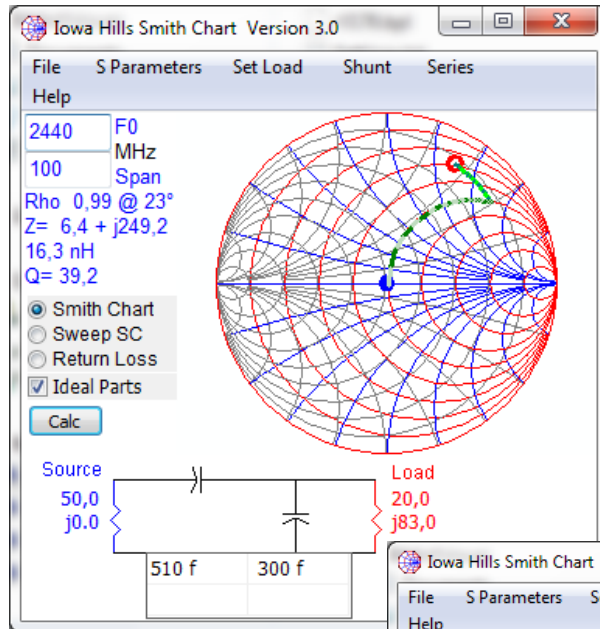 Iowa Hills Smith Chart Version 3.0
File S Parameters Set Load Shunt Series
Help
2440 F0
MHz
100 Span
Rho 0,99 @ 23°
Z= 6,4 + j249,2
16,3 nH
Q= 39,2
Smith Chart
Sweep SC
Return Loss
Ideal Parts
Calc
Source Load
50,0 20,0
j0.0 j83,0
510 f 300 f
Iowa Hills Smith Chart
File S Parameters
Help